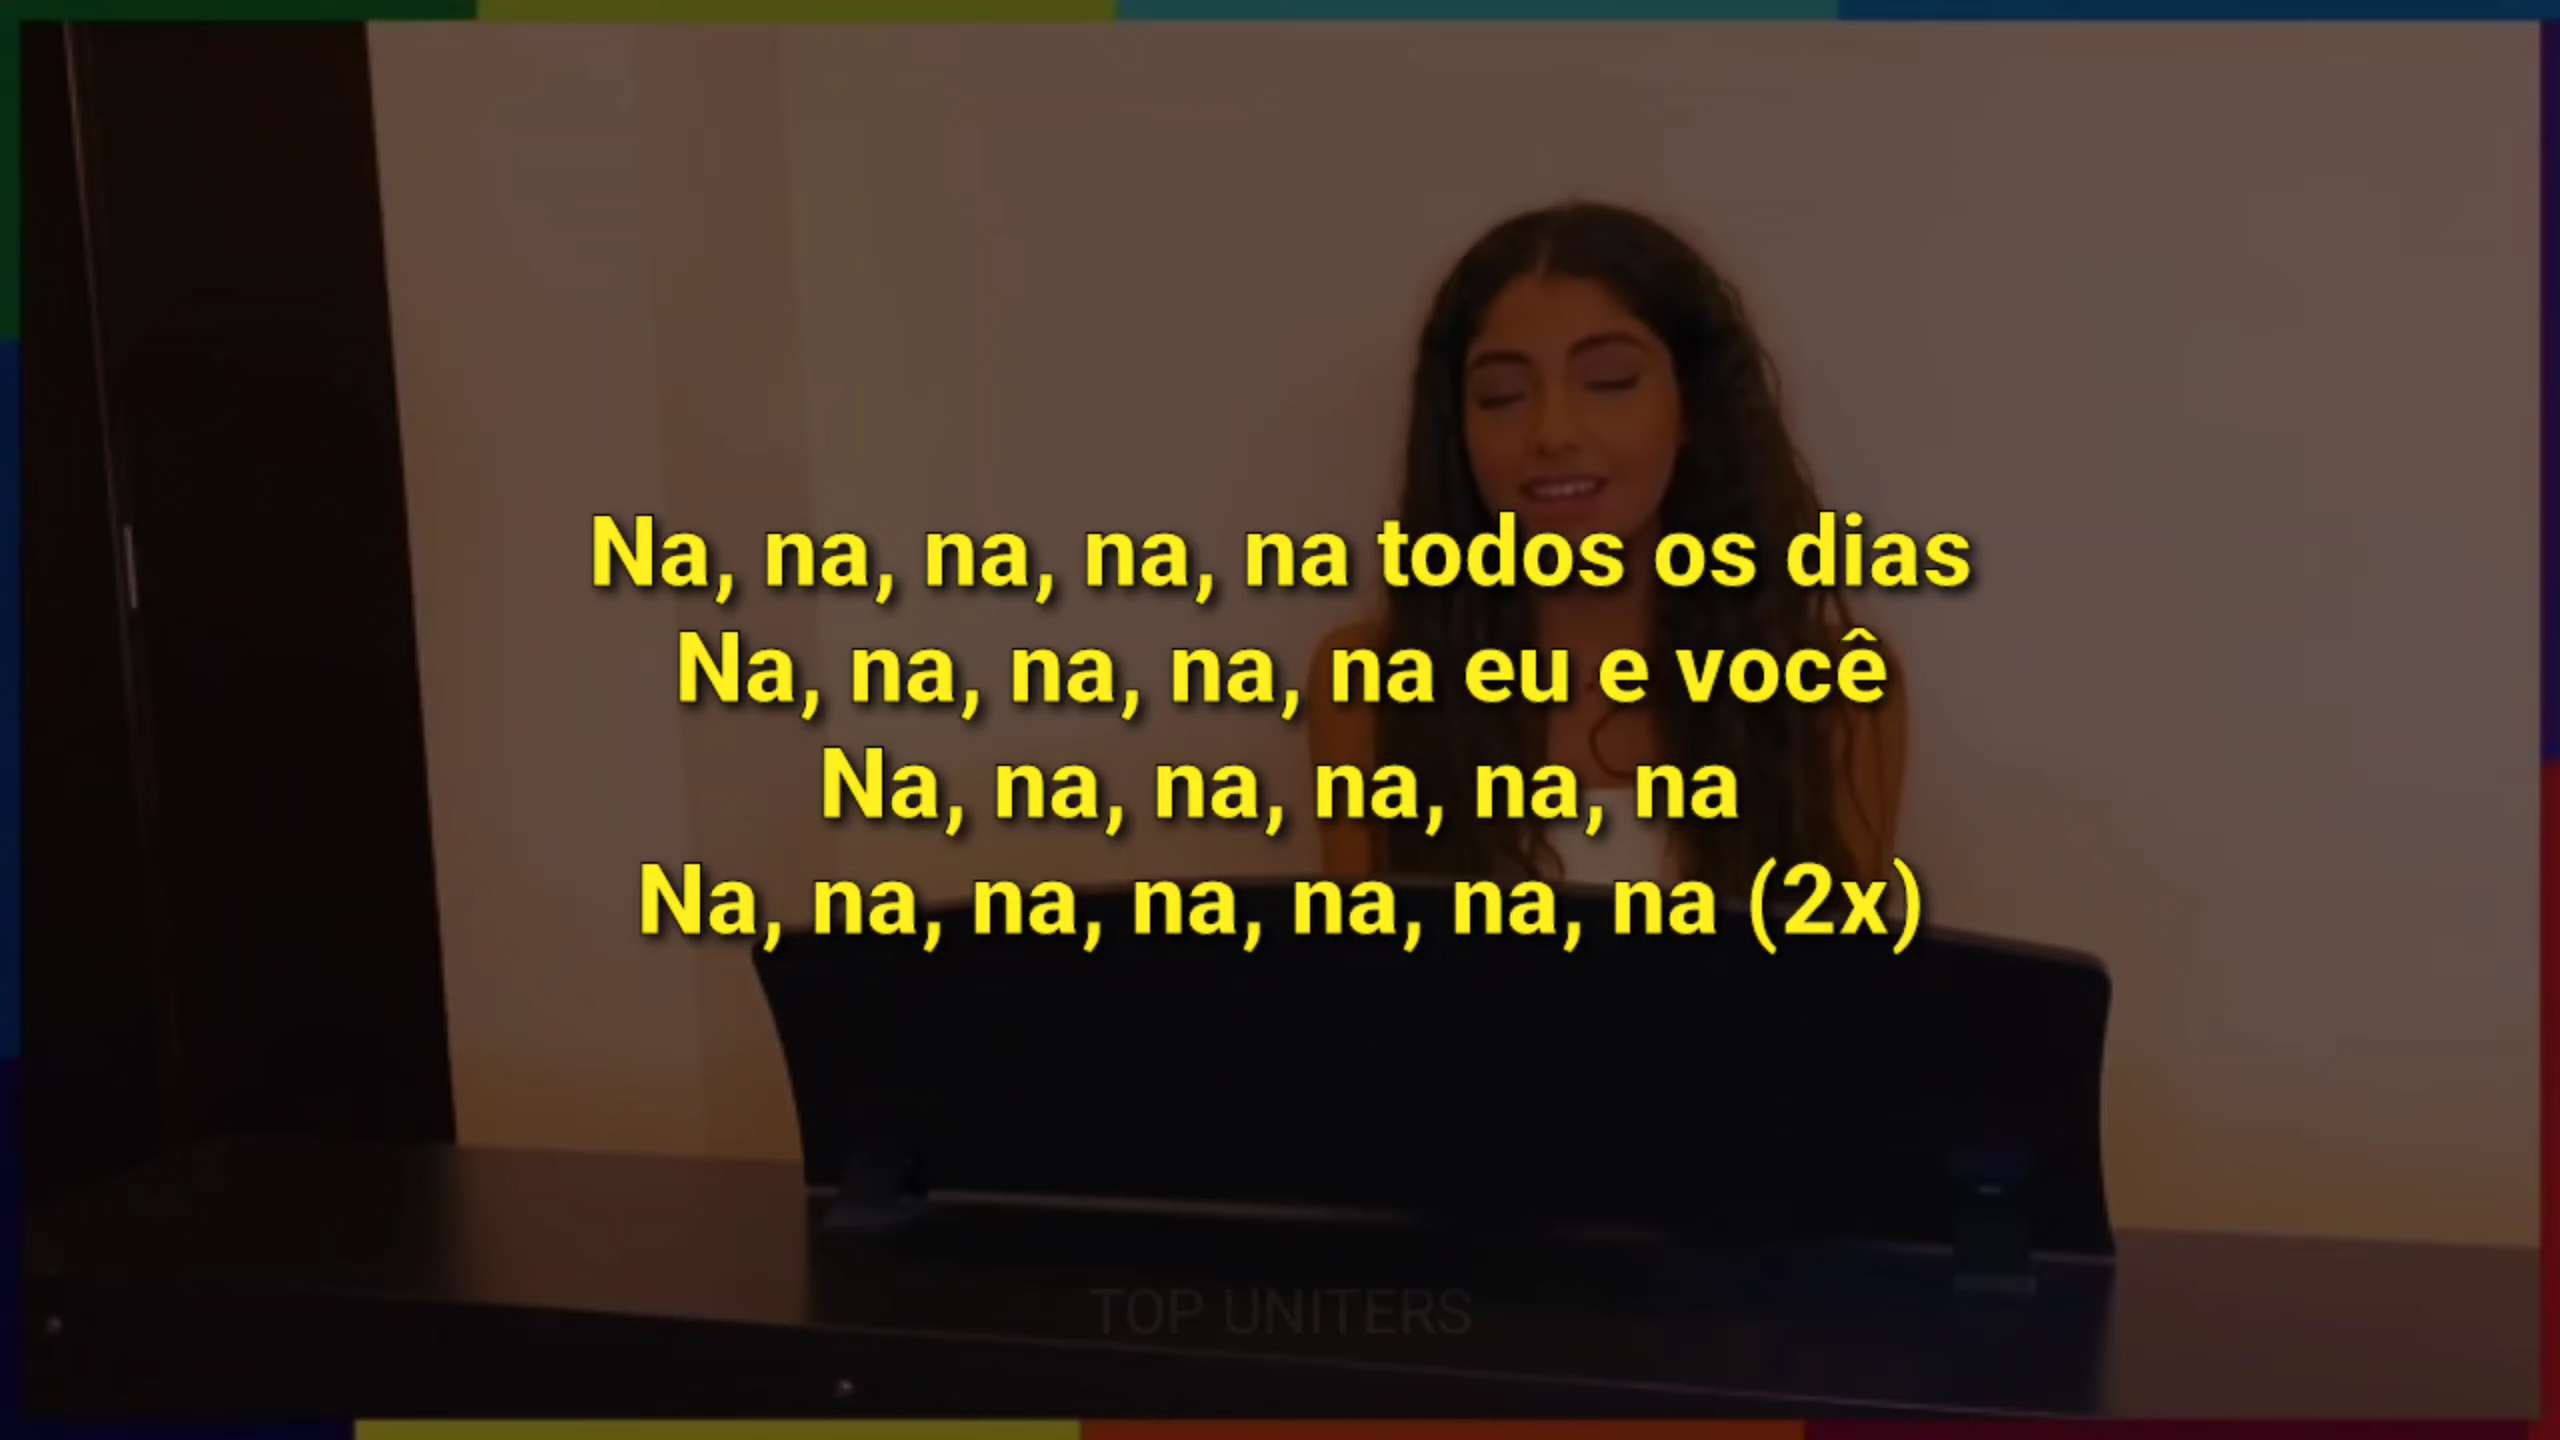 Na, na, na, na, na todos os dias
Na, na, na, na, na eu e você
Na, na, na, na, na, na
Na, na, na, na, na, na, na (2x)
TOP UNITERS